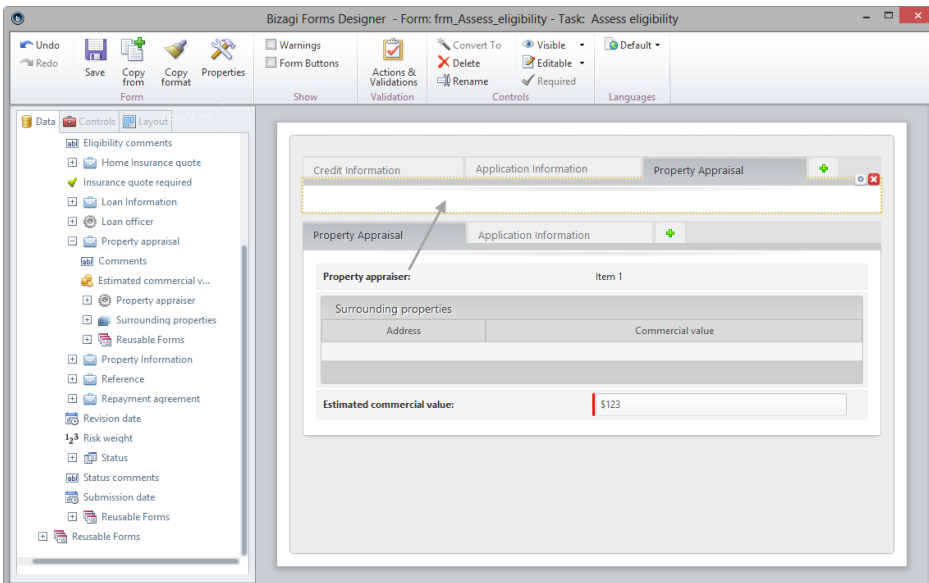 Bizagi Forms Designer - Form: frm_Assess_eligibility - Task: Assess eligibility
Undo
Redo
Save
Copy from
Copy format
Properties
Form
Warnings
Form Buttons
Show
Actions & Validations
Validation
Convert To
Delete
Rename
Visible
Editable
Required
Controls
Default
Languages
Data
Controls
Layout
Eligibility comments
Home Insurance quote
Insurance quote required
Loan Information
Loan officer
Property appraisal
Comments
Estimated commercial v...
Property appraiser
Surrounding properties
Reusable Forms
Property Information
Reference
Repayment agreement
Revision date
Risk weight
Status
Status comments
Submission date
Reusable Forms
Reusable Forms
Credit Information
Application Information
Property Appraisal
Property Appraisal
Application Information
Property appraiser:
Item 1
Surrounding properties
Address
Commercial value
Estimated commercial value:
$123